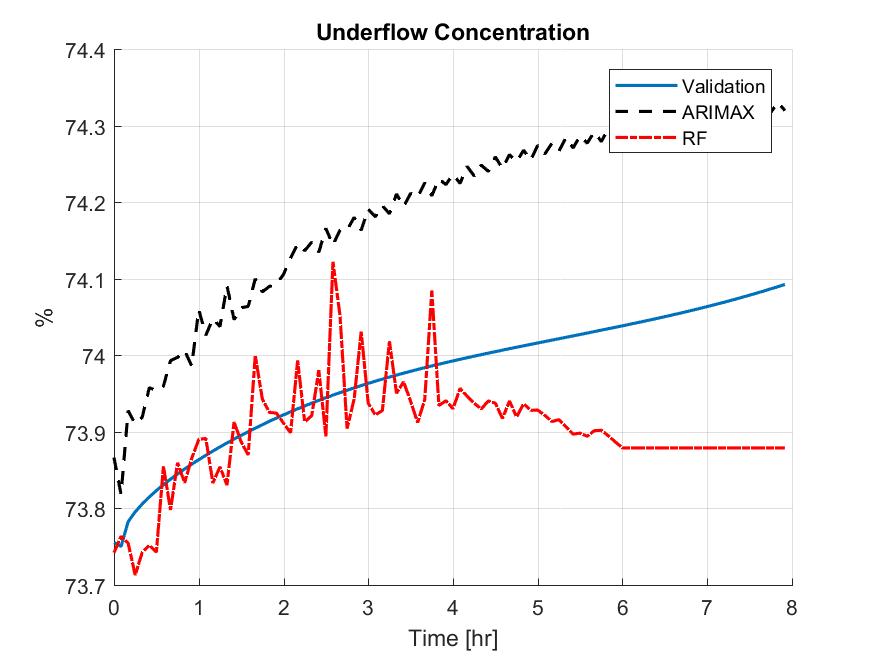 Underflow Concentration
74.4
74.3
74.2
74.1
74
73.9
73.8
73.7
%
Validation
ARIMAX
RF
0 1 2 3 4 5 6 7 8
Time [hr]